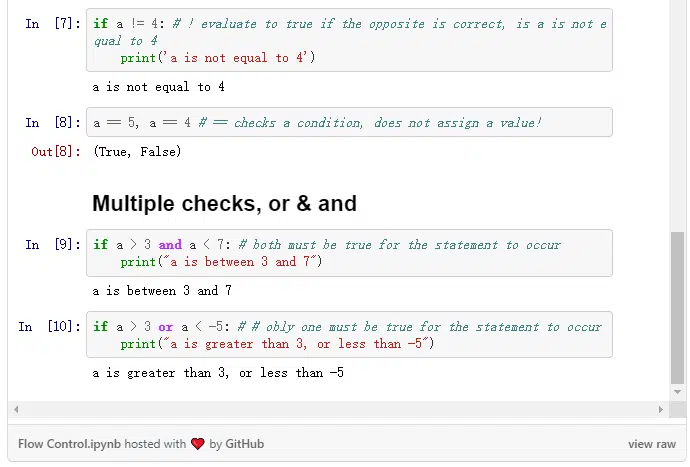 In [7]: if a != 4: # ! evaluate to true if the opposite is correct, is a is not e
qual to 4
print('a is not equal to 4')
a is not equal to 4
In [8]: a == 5, a == 4 # == checks a condition, does not assign a value!
Out[8]: (True, False)
Multiple checks, or & and
In [9]: if a > 3 and a < 7: # both must be true for the statement to occur
print("a is between 3 and 7")
a is between 3 and 7
In [10]: if a > 3 or a < -5: # # obly one must be true for the statement to occur
print("a is greater than 3, or less than -5")
a is greater than 3, or less than -5
Flow Control.ipynb hosted with ❤ by GitHub view raw